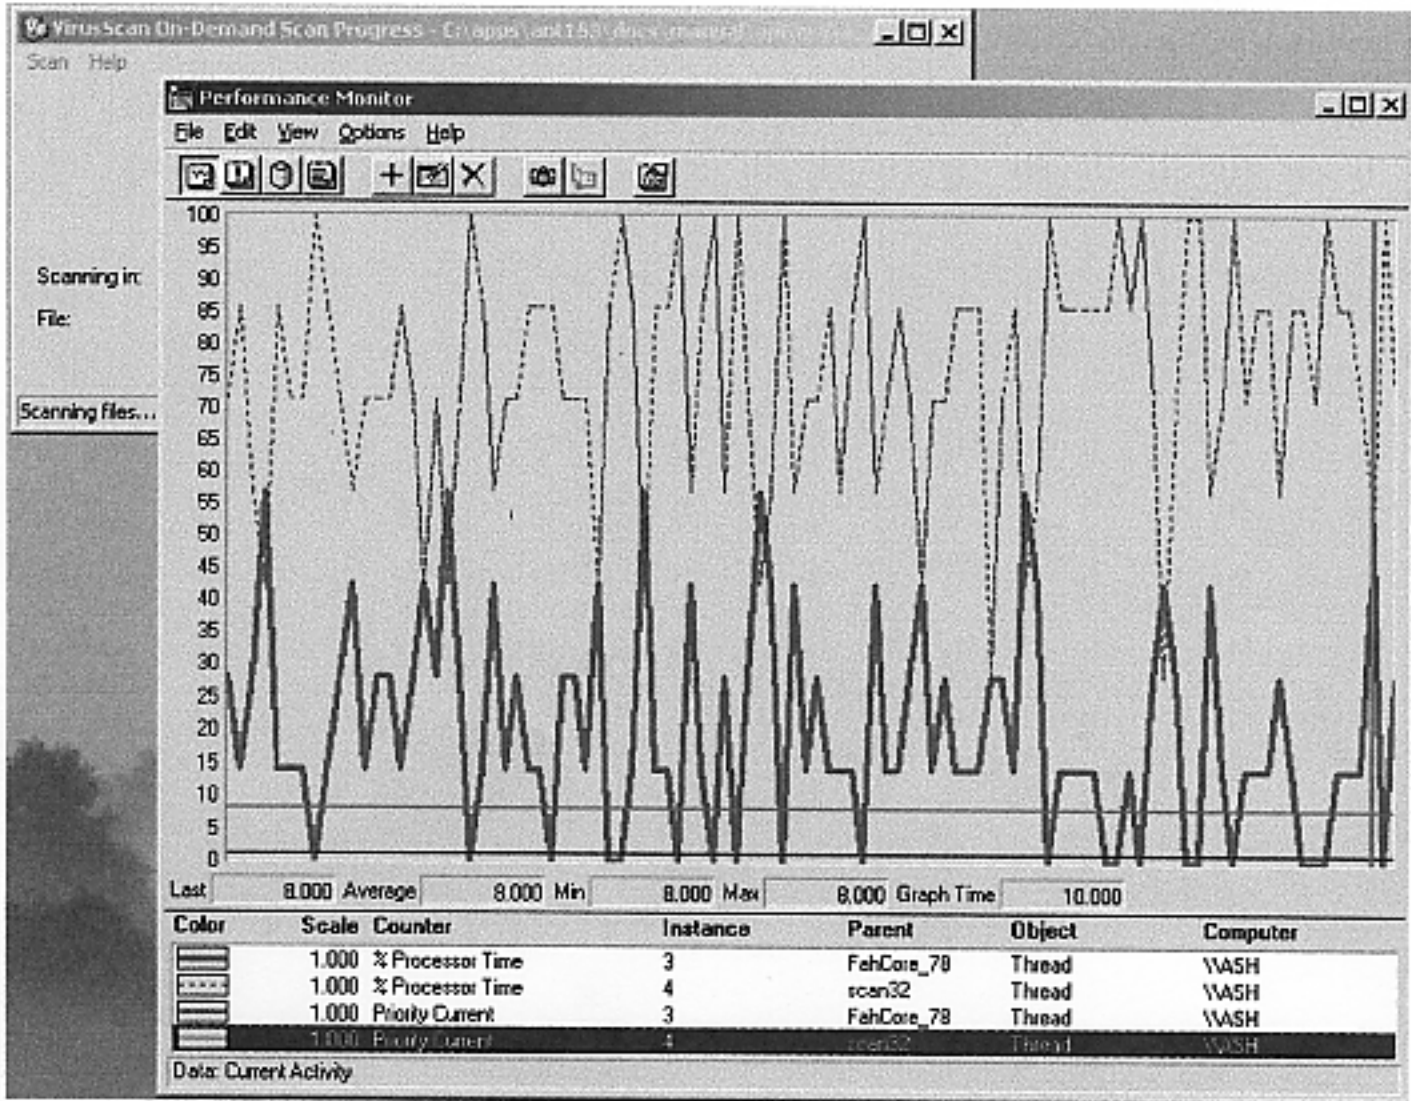 VirusScan On-Demand Scan Progress - C:\apps\ant153\docs\manual
Scan Help
Performance Monitor
File Edit View Options Help
Scanning in:
File:
Scanning files...
100
95
90
85
80
75
70
65
60
55
50
45
40
35
30
25
20
15
10
5
0
Last 8.000 Average 8.000 Min 8.000 Max 8.000 Graph Time 10.000
Color Scale Counter Instance Parent Object Computer
1.000 % Processor Time 3 FahCore_78 Thread \\ASH
1.000 % Processor Time 4 scan32 Thread \\ASH
1.000 Priority Current 3 FahCore_78 Thread \\ASH
1.000 Priority Current 4 scan32 Thread \\ASH
Data: Current Activity